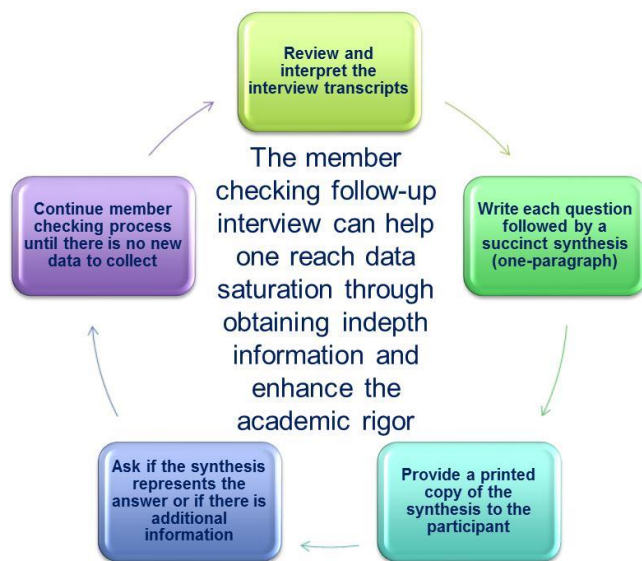 Review and
interpret the
interview transcripts
The member
checking follow-up
interview can help
one reach data
saturation through
obtaining indepth
information and
enhance the
academic rigor
Write each question
followed by a
succinct synthesis
(one-paragraph)
Provide a printed
copy of the
synthesis to the
participant
Ask if the synthesis
represents the
answer or if there is
additional
information
Continue member
checking process
until there is no new
data to collect